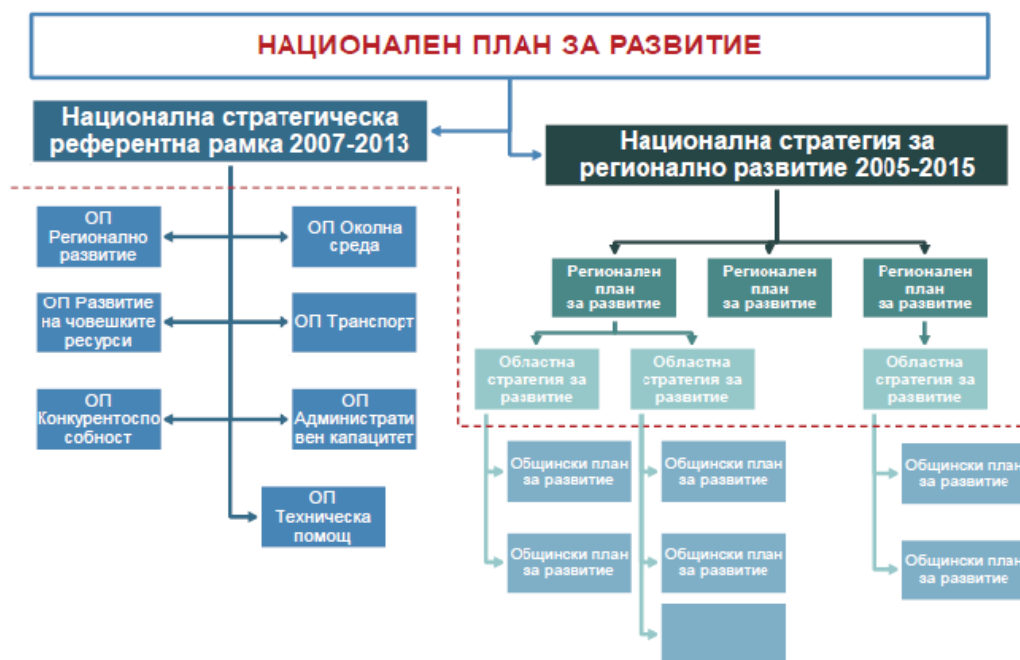 НАЦИОНАЛЕН ПЛАН ЗА РАЗВИТИЕ
Национална стратегическа
референтна рамка 2007-2013
Национална стратегия за
регионално развитие 2005-2015
ОП
Регионално
развитие
ОП Околна
среда
ОП Развитие
на човешките
ресурси
ОП Транспорт
ОП
Конкурентоспо
собност
ОП
Администрати
вен капацитет
ОП
Техническа
помощ
Регионален
план
за развитие
Регионален
план
за развитие
Регионален
план
за развитие
Областна
стратегия за
развитие
Областна
стратегия за
развитие
Областна
стратегия за
развитие
Общински план
за развитие
Общински план
за развитие
Общински план
за развитие
Общински план
за развитие
Общински план
за развитие
Общински план
за развитие